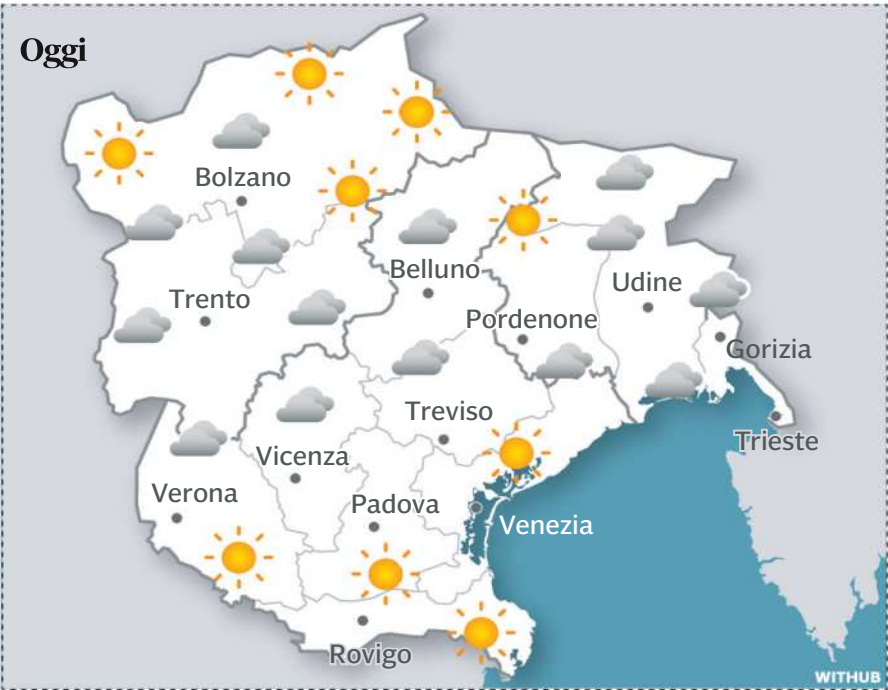 Oggi
Bolzano
Belluno
Udine
Trento
Pordenone
Gorizia
Treviso
Trieste
Vicenza
Verona
Padova
Venezia
Rovigo
WITHUB